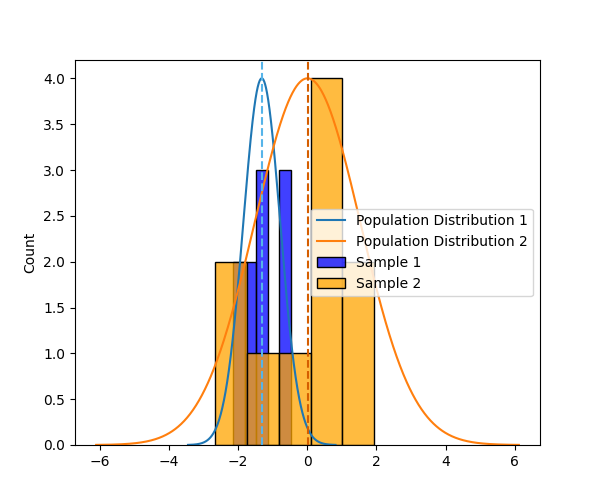 4.0
3.5
3.0
2.5
2.0
1.5
1.0
0.5
0.0
Count
Population Distribution 1
Population Distribution 2
Sample 1
Sample 2
−6 −4 −2 0 2 4 6